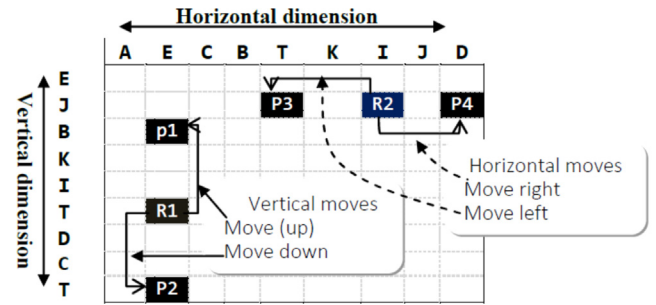 Horizontal dimension
A E C B T K I J D
Vertical dimension
E
J P3 R2 P4
B p1
K
I
T R1
D
C
T P2
Horizontal moves
Move right
Move left
Vertical moves
Move (up)
Move down